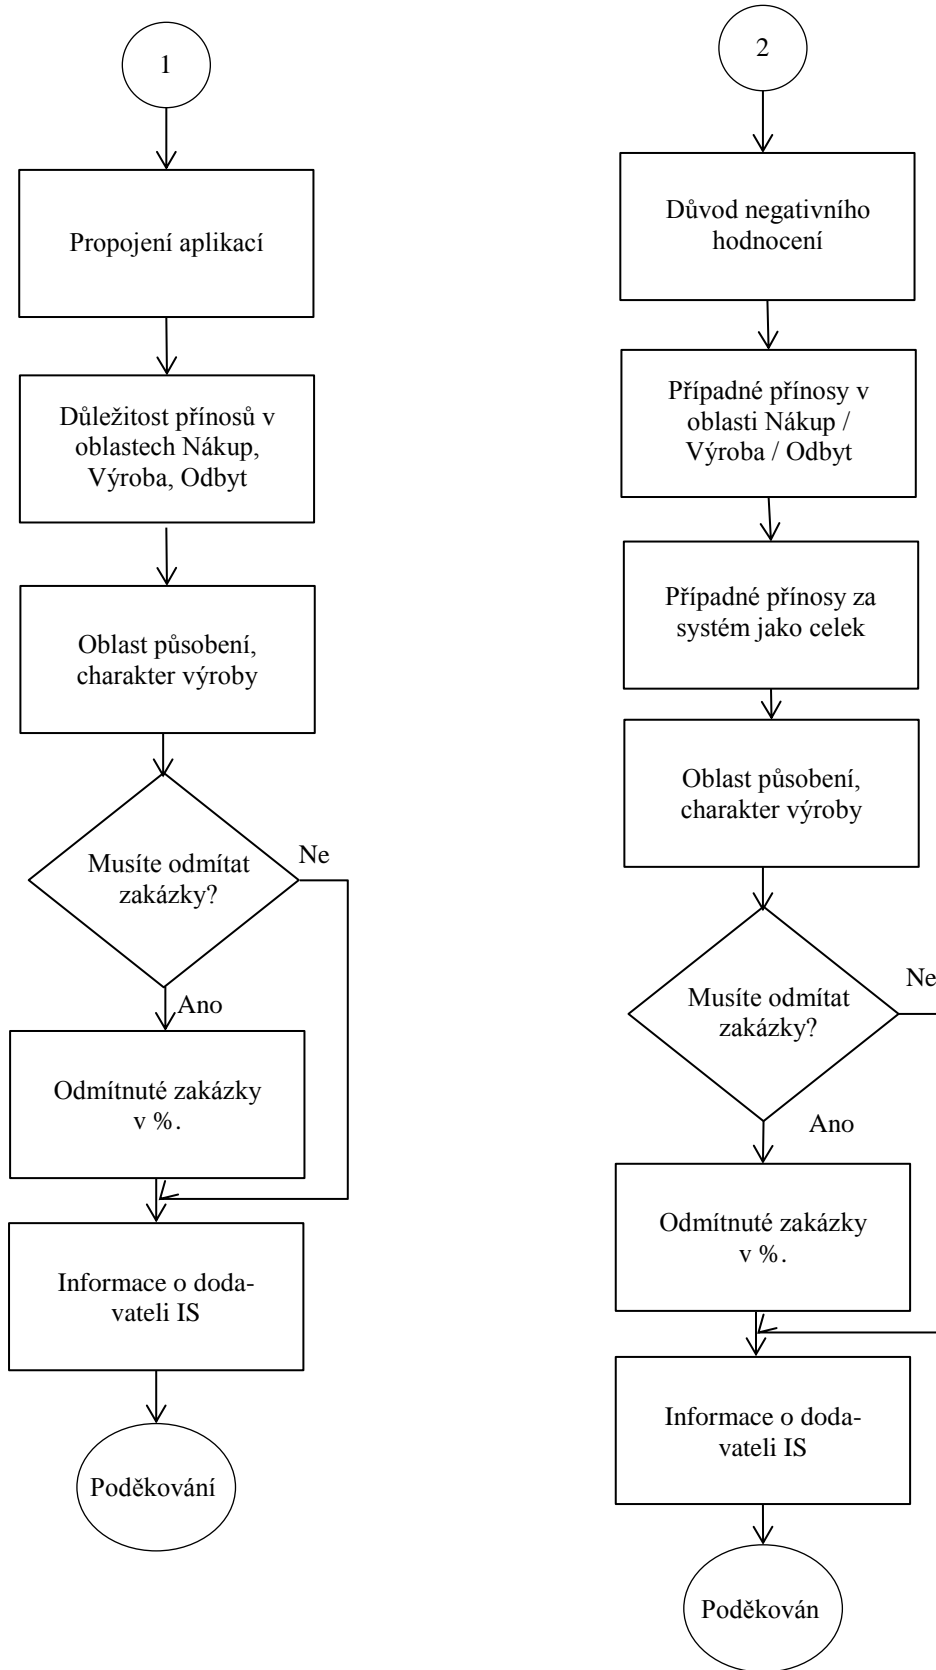 1
Propojení aplikací
Důležitost přínosů v
oblastech Nákup,
Výroba, Odbyt
Oblast působení,
charakter výroby
Musíte odmítat
zakázky?
Ne
Ano
Odmítnuté zakázky
v %.
Informace o doda-
vateli IS
Poděkování
2
Důvod negativního
hodnocení
Případné přínosy v
oblasti Nákup /
Výroba / Odbyt
Případné přínosy za
systém jako celek
Oblast působení,
charakter výroby
Musíte odmítat
zakázky?
Ne
Ano
Odmítnuté zakázky
v %.
Informace o doda-
vateli IS
Poděkován